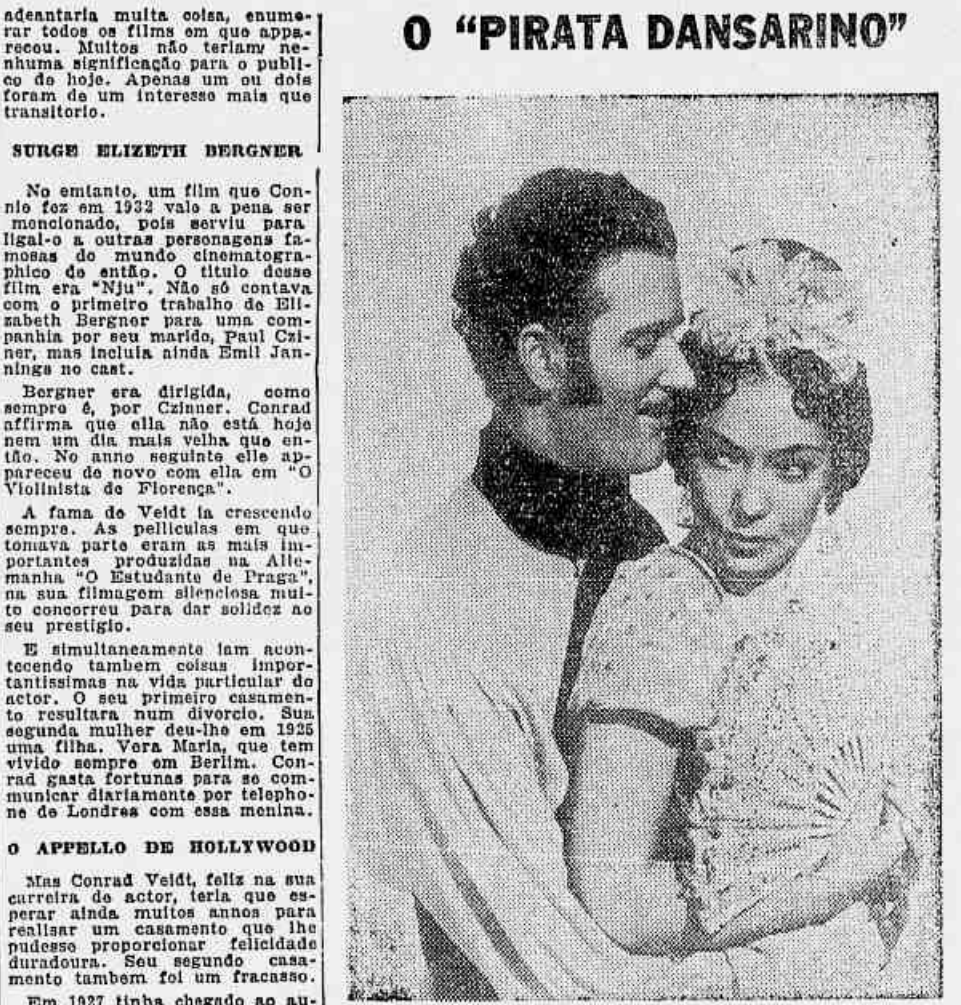 adeantaria muita coisa, enume-
rar todos os films em que appa-
receu. Muitos não teriam ne-
nhuma significação para o publi-
co de hoje. Apenas um ou dois
foram de um interesse mais que
transitorio.
SURGE ELIZETH BERGNER
No emtanto, um film que Con-
nie fez em 1932 vale a pena ser
mencionado, pois serviu para
ligal-o a outras personagens fa-
mosas do mundo cinematogra-
phico de então. O titulo desse
film era "Nju". Não só contava
com o primeiro trabalho de Eli-
zabeth Bergner para uma com-
panhia por seu marido, Paul Czi-
ner, mas incluia ainda Emil Jan-
nings no cast.
Bergner era dirigida, como
sempre é, por Czinner. Conrad
affirma que ella não está hoje
nem um dia mais velha que en-
tão. No anno seguinte elle ap-
pareceu de novo com ella em "O
Violinista de Florença".
A fama de Veidt ia crescendo
sempre. As pelliculas em que
tomava parte eram as mais im-
portantes produzidas na Alle-
manha "O Estudante de Praga",
na sua filmagem silenciosa mui-
to concorreu para dar solidez ao
seu prestigio.
E simultaneamente iam acon-
tecendo tambem coisas impor-
tantissimas na vida particular do
actor. O seu primeiro casamen-
to resultara num divorcio. Sua
segunda mulher deu-lhe em 1925
uma filha. Vera Maria, que tem
vivido sempre em Berlim. Con-
rad gasta fortunas para se com-
municar diariamente por telepho-
ne de Londres com essa menina.
O APPELLO DE HOLLYWOOD
Mas Conrad Veidt, feliz na sua
carreira de actor, teria que es-
perar ainda muitos annos para
realisar um casamento que lhe
pudesse proporcionar felicidade
duradoura. Seu segundo casa-
mento tambem foi um fracasso.
Em 1927 tinha chegado ao au-
O "PIRATA DANSARINO"